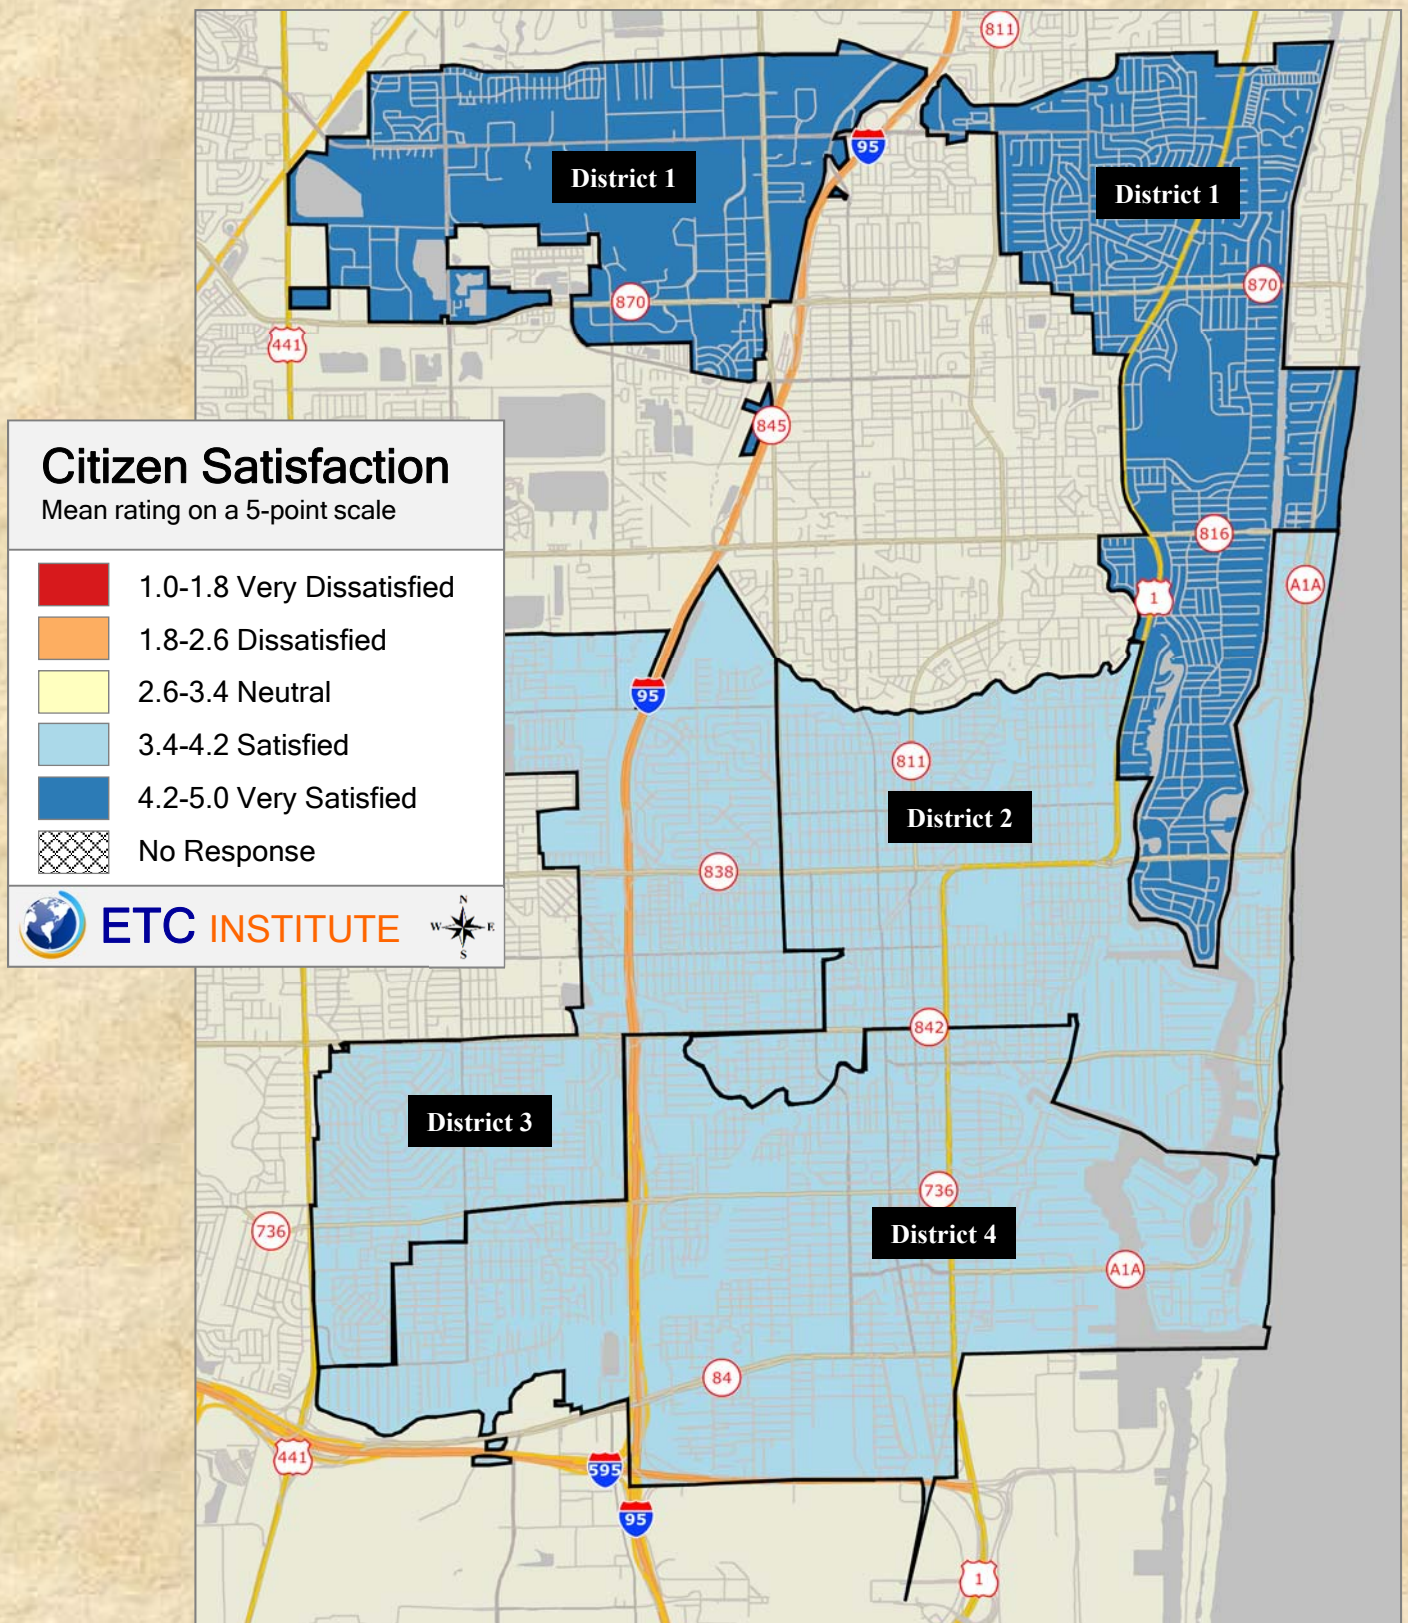 811
95
District 1
District 1
870
870
441
845
Citizen Satisfaction
Mean rating on a 5-point scale
816
1.0-1.8 Very Dissatisfied
A1A
1
1.8-2.6 Dissatisfied
2.6-3.4 Neutral
95
3.4-4.2 Satisfied
811
4.2-5.0 Very Satisfied
District 2
No Response
838
ETC INSTITUTE
N
W E
S
842
District 3
736
736
District 4
A1A
84
441
595
95
1